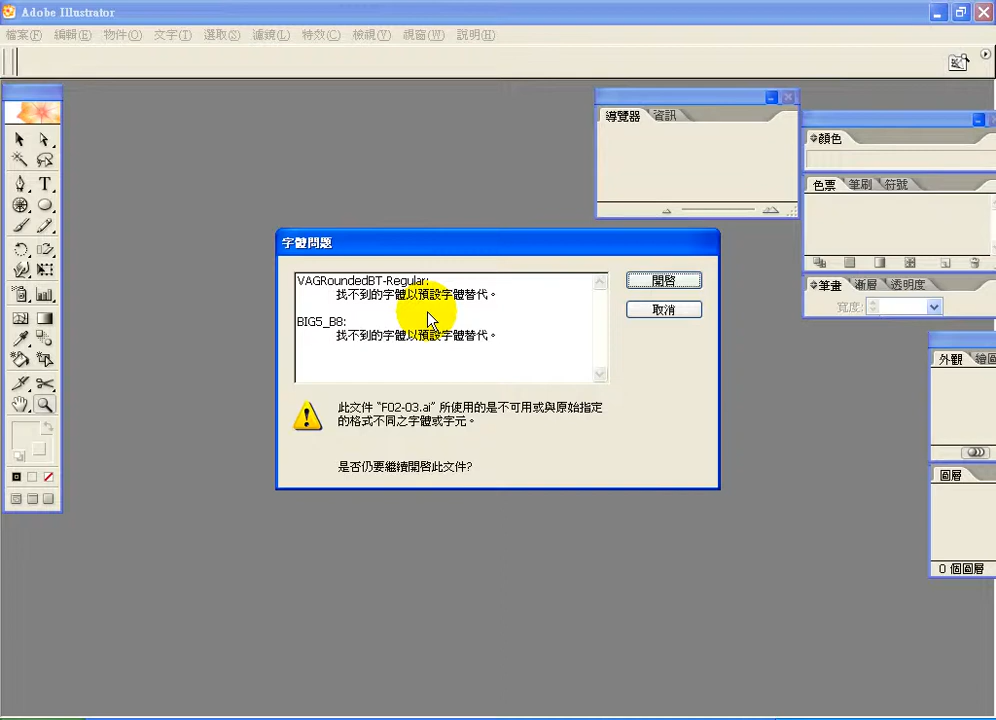 Adobe Illustrator
檔案(F) 編輯(E) 物件(O) 文字(T) 選取(S) 濾鏡(L) 特效(C) 檢視(V) 視窗(W) 說明(H)
導覽器 資訊
顏色
色票 筆刷 符號
筆畫 漸層 透明度
寬度:
外觀 繪圖
圖層
0 個圖層
字體問題
VAGRoundedBT-Regular:
找不到的字體以預設字體替代。
BIG5_B8:
找不到的字體以預設字體替代。
開啓
取消
此文件 “F02-03.ai” 所使用的是不可用或與原始指定
的格式不同之字體或字元。
是否仍要繼續開啓此文件?